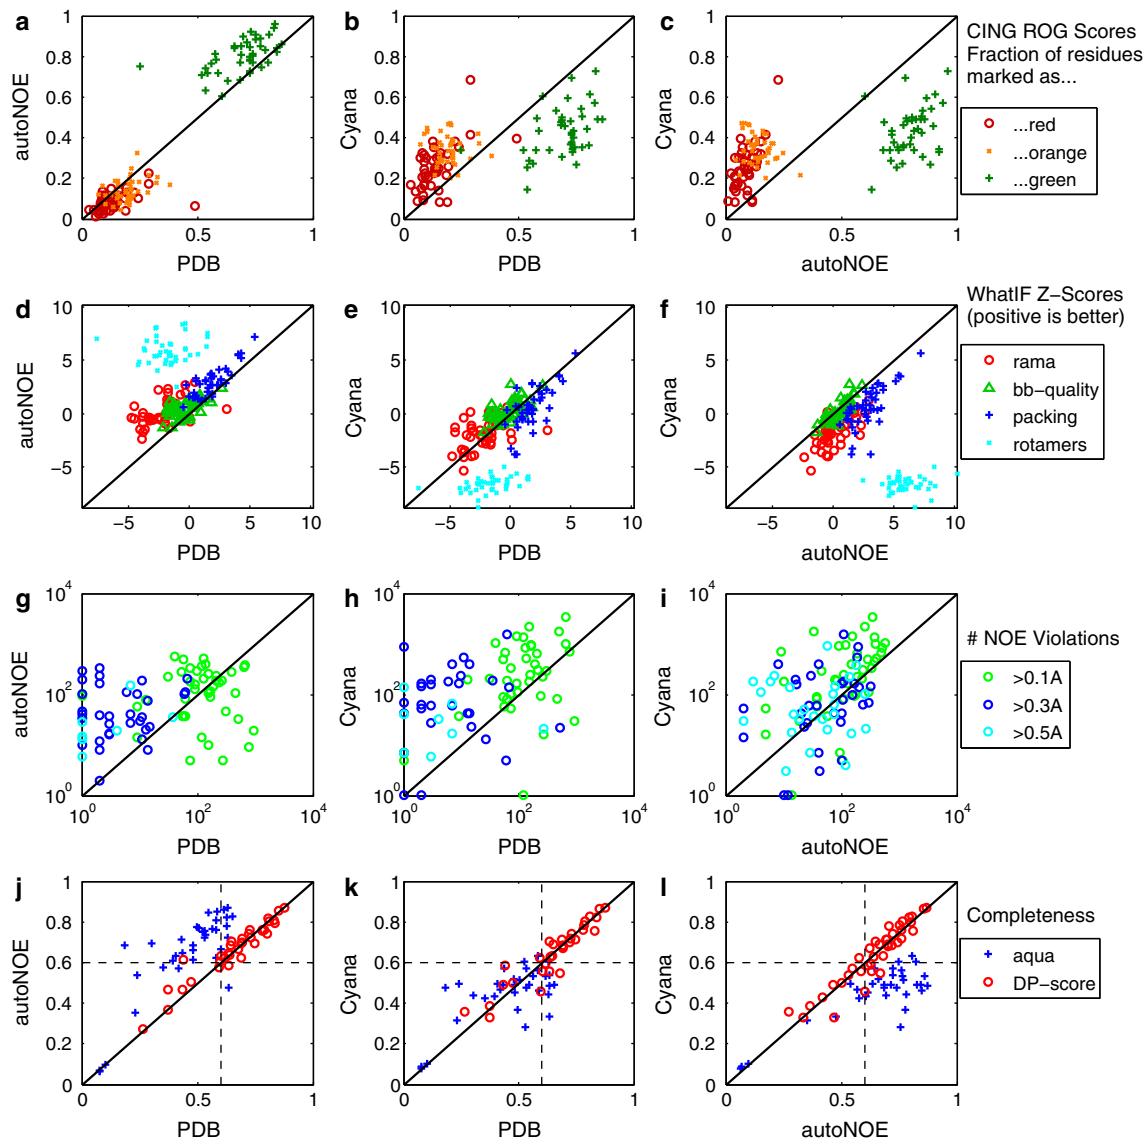 a
1
0.8
0.6
0.4
0.2
0
0
0.5
1
autoNOE
PDB
b
1
0.8
0.6
0.4
0.2
0
0
0.5
1
Cyana
PDB
c
1
0.8
0.6
0.4
0.2
0
0
0.5
1
Cyana
autoNOE
CING ROG Scores
Fraction of residues
marked as...
...red
...orange
...green
d
10
5
0
−5
−5
0
5
10
autoNOE
PDB
e
10
5
0
−5
−5
0
5
10
Cyana
PDB
f
10
5
0
−5
−5
0
5
10
Cyana
autoNOE
WhatIF Z−Scores
(positive is better)
rama
bb−quality
packing
rotamers
g
10^4
10^2
10^0
10^0
10^2
10^4
autoNOE
PDB
h
10^4
10^2
10^0
10^0
10^2
10^4
Cyana
PDB
i
10^4
10^2
10^0
10^0
10^2
10^4
Cyana
autoNOE
# NOE Violations
>0.1A
>0.3A
>0.5A
j
1
0.8
0.6
0.4
0.2
0
0
0.5
1
autoNOE
PDB
k
1
0.8
0.6
0.4
0.2
0
0
0.5
1
Cyana
PDB
l
1
0.8
0.6
0.4
0.2
0
0
0.5
1
Cyana
autoNOE
Completeness
aqua
DP−score